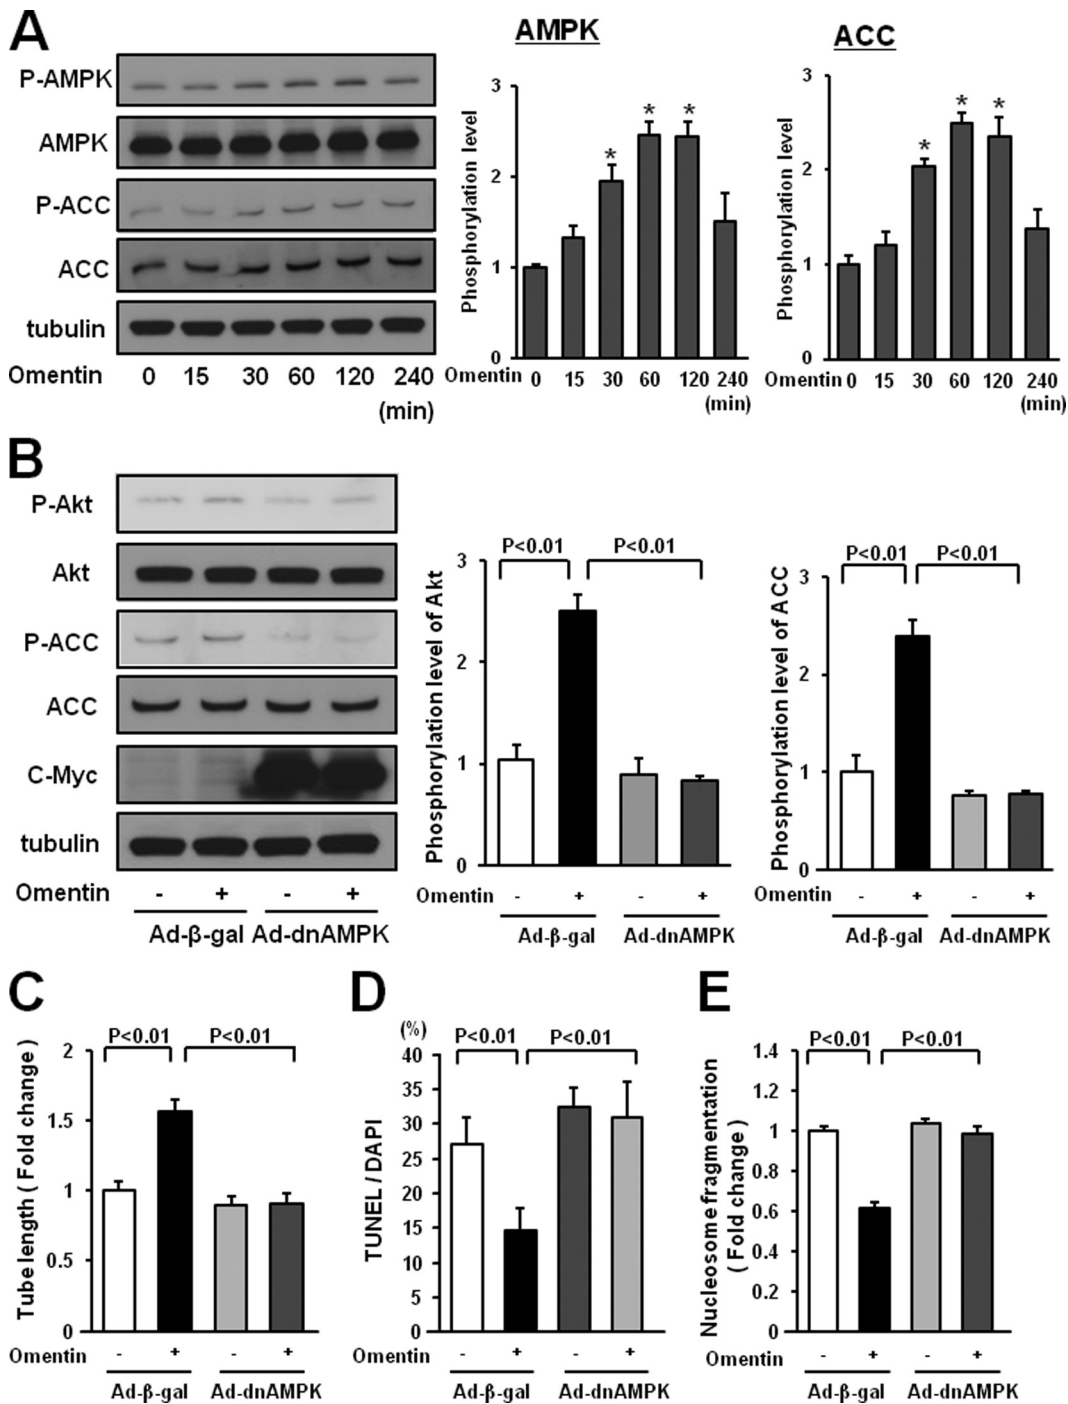 A
P-AMPK
AMPK
P-ACC
ACC
tubulin
Omentin 0 15 30 60 120 240
(min)
AMPK
Phosphorylation level
3
2
1
0
* * *
Omentin 0 15 30 60 120 240
(min)
ACC
Phosphorylation level
3
2
1
0
* * *
Omentin 0 15 30 60 120 240
(min)
B
P-Akt
Akt
P-ACC
ACC
C-Myc
tubulin
Omentin - + - +
Ad-β-gal Ad-dnAMPK
Phosphorylation level of Akt
3
2
1
0
P<0.01 P<0.01
Omentin - + - +
Ad-β-gal Ad-dnAMPK
Phosphorylation level of ACC
3
2
1
0
P<0.01 P<0.01
Omentin - + - +
Ad-β-gal Ad-dnAMPK
C
Tube length ( Fold change )
2
1.5
1
0.5
0
P<0.01 P<0.01
Omentin - + - +
Ad-β-gal Ad-dnAMPK
D
(%)
TUNEL / DAPI
40
35
30
25
20
15
10
5
0
P<0.01 P<0.01
Omentin - + - +
Ad-β-gal Ad-dnAMPK
E
Nucleosome fragmentation
( Fold change )
1.4
1.2
1
0.8
0.6
0.4
0.2
0
P<0.01 P<0.01
Omentin - + - +
Ad-β-gal Ad-dnAMPK